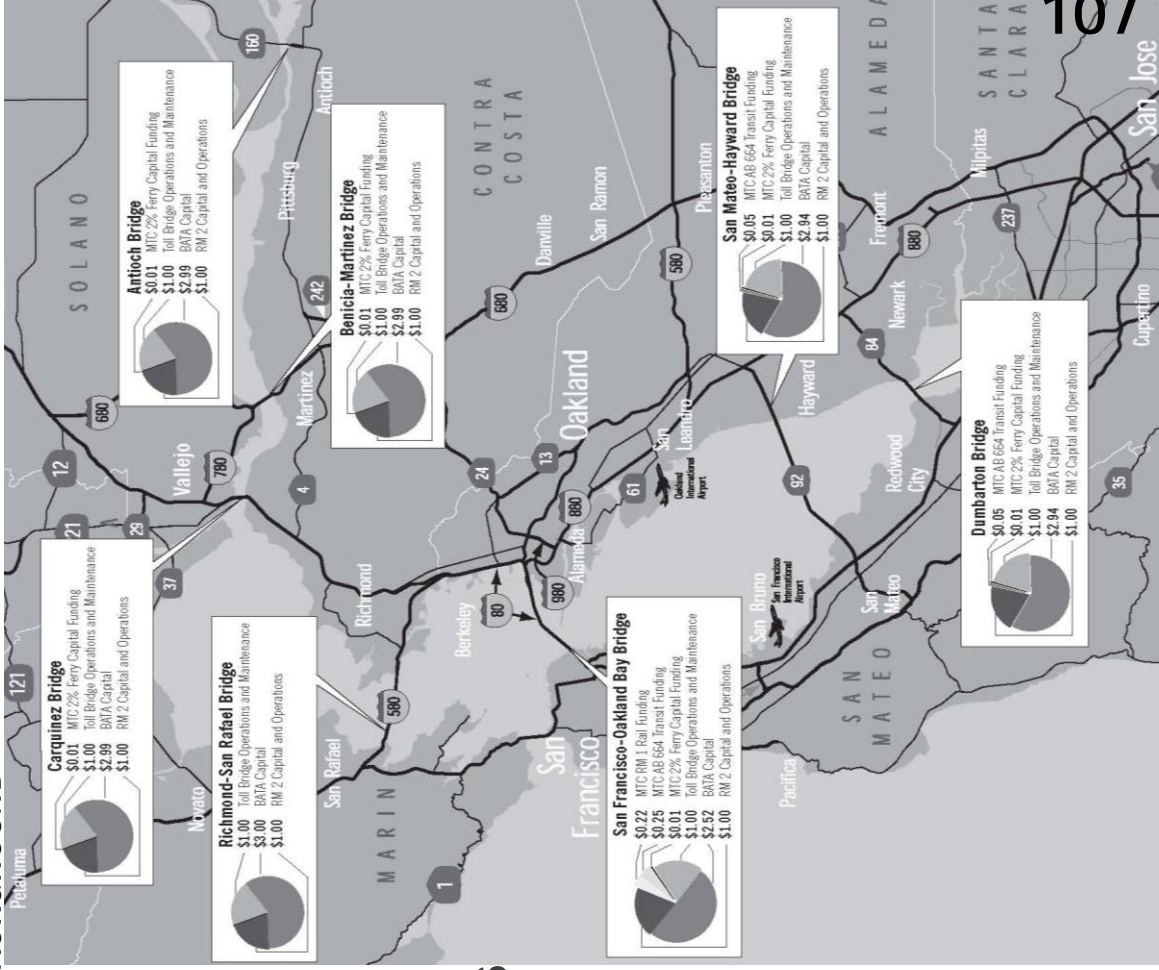 107
Petaluma
121
12
680
SOLANO
160
Carquinez Bridge
$0.01 MTC 2% Ferry Capital Funding
$1.00 Toll Bridge Operations and Maintenance
$2.99 BATA Capital
$1.00 RM 2 Capital and Operations
21
29
37
Vallejo
780
Antioch Bridge
$0.01 MTC 2% Ferry Capital Funding
$1.00 Toll Bridge Operations and Maintenance
$2.99 BATA Capital
$1.00 RM 2 Capital and Operations
Novato
Pittsburg
Antioch
Richmond-San Rafael Bridge
$1.00 Toll Bridge Operations and Maintenance
$3.00 BATA Capital
$1.00 RM 2 Capital and Operations
San Rafael
4
Martinez
242
Benicia-Martinez Bridge
$0.01 MTC 2% Ferry Capital Funding
$1.00 Toll Bridge Operations and Maintenance
$2.99 BATA Capital
$1.00 RM 2 Capital and Operations
MARIN
580
Richmond
CONTRA
COSTA
1
Berkeley
80
24
680
Danville
San Ramon
San
Francisco
980
Alameda
880
13
Oakland
61
San
Leandro
Oakland
International
Airport
580
Pleasanton
San Francisco-Oakland Bay Bridge
$0.22 MTC RM 1 Rail Funding
$0.25 MTC AB 664 Transit Funding
$0.01 MTC 2% Ferry Capital Funding
$1.00 Toll Bridge Operations and Maintenance
$2.52 BATA Capital
$1.00 RM 2 Capital and Operations
San Mateo-Hayward Bridge
$0.05 MTC AB 664 Transit Funding
$0.01 MTC 2% Ferry Capital Funding
$1.00 Toll Bridge Operations and Maintenance
$2.94 BATA Capital
$1.00 RM 2 Capital and Operations
Pacifica
San Bruno
San Francisco
International
Airport
92
Hayward
ALAMEDA
SAN
MATEO
San
Mateo
Redwood
City
84
Newark
Fremont
880
Dumbarton Bridge
$0.05 MTC AB 664 Transit Funding
$0.01 MTC 2% Ferry Capital Funding
$1.00 Toll Bridge Operations and Maintenance
$2.94 BATA Capital
$1.00 RM 2 Capital and Operations
237
Milpitas
SANTA
CLARA
35
Cupertino
San Jose